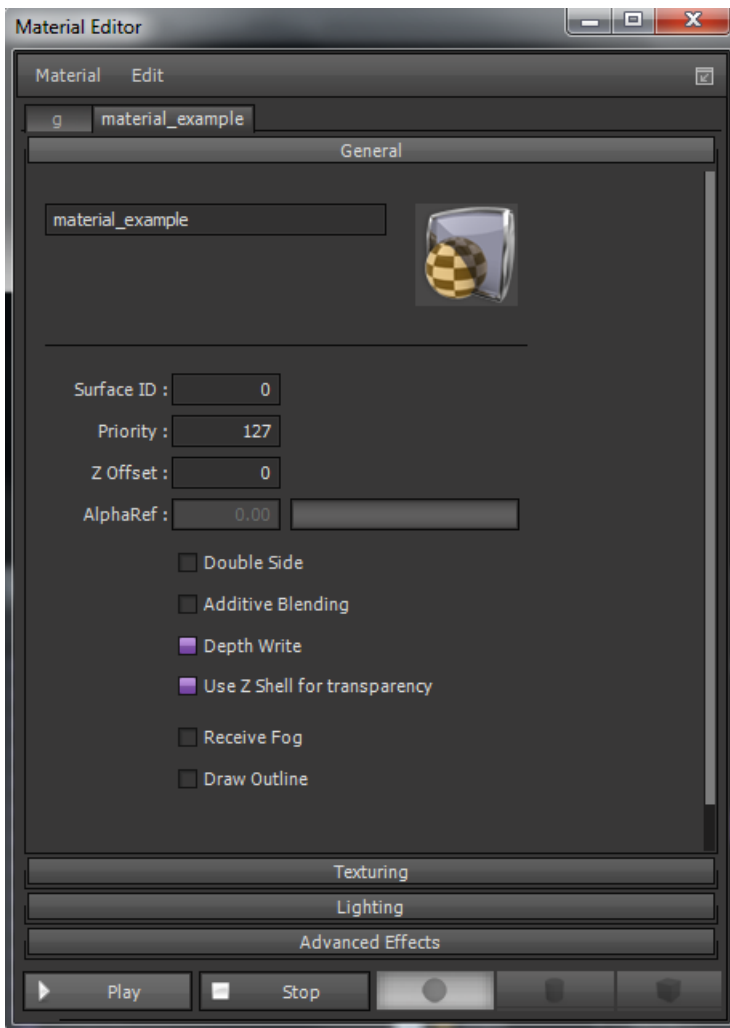 Material Editor
Material Edit
g material_example
General
material_example
Surface ID : 0
Priority : 127
Z Offset : 0
AlphaRef : 0.00
Double Side
Additive Blending
Depth Write
Use Z Shell for transparency
Receive Fog
Draw Outline
Texturing
Lighting
Advanced Effects
Play Stop